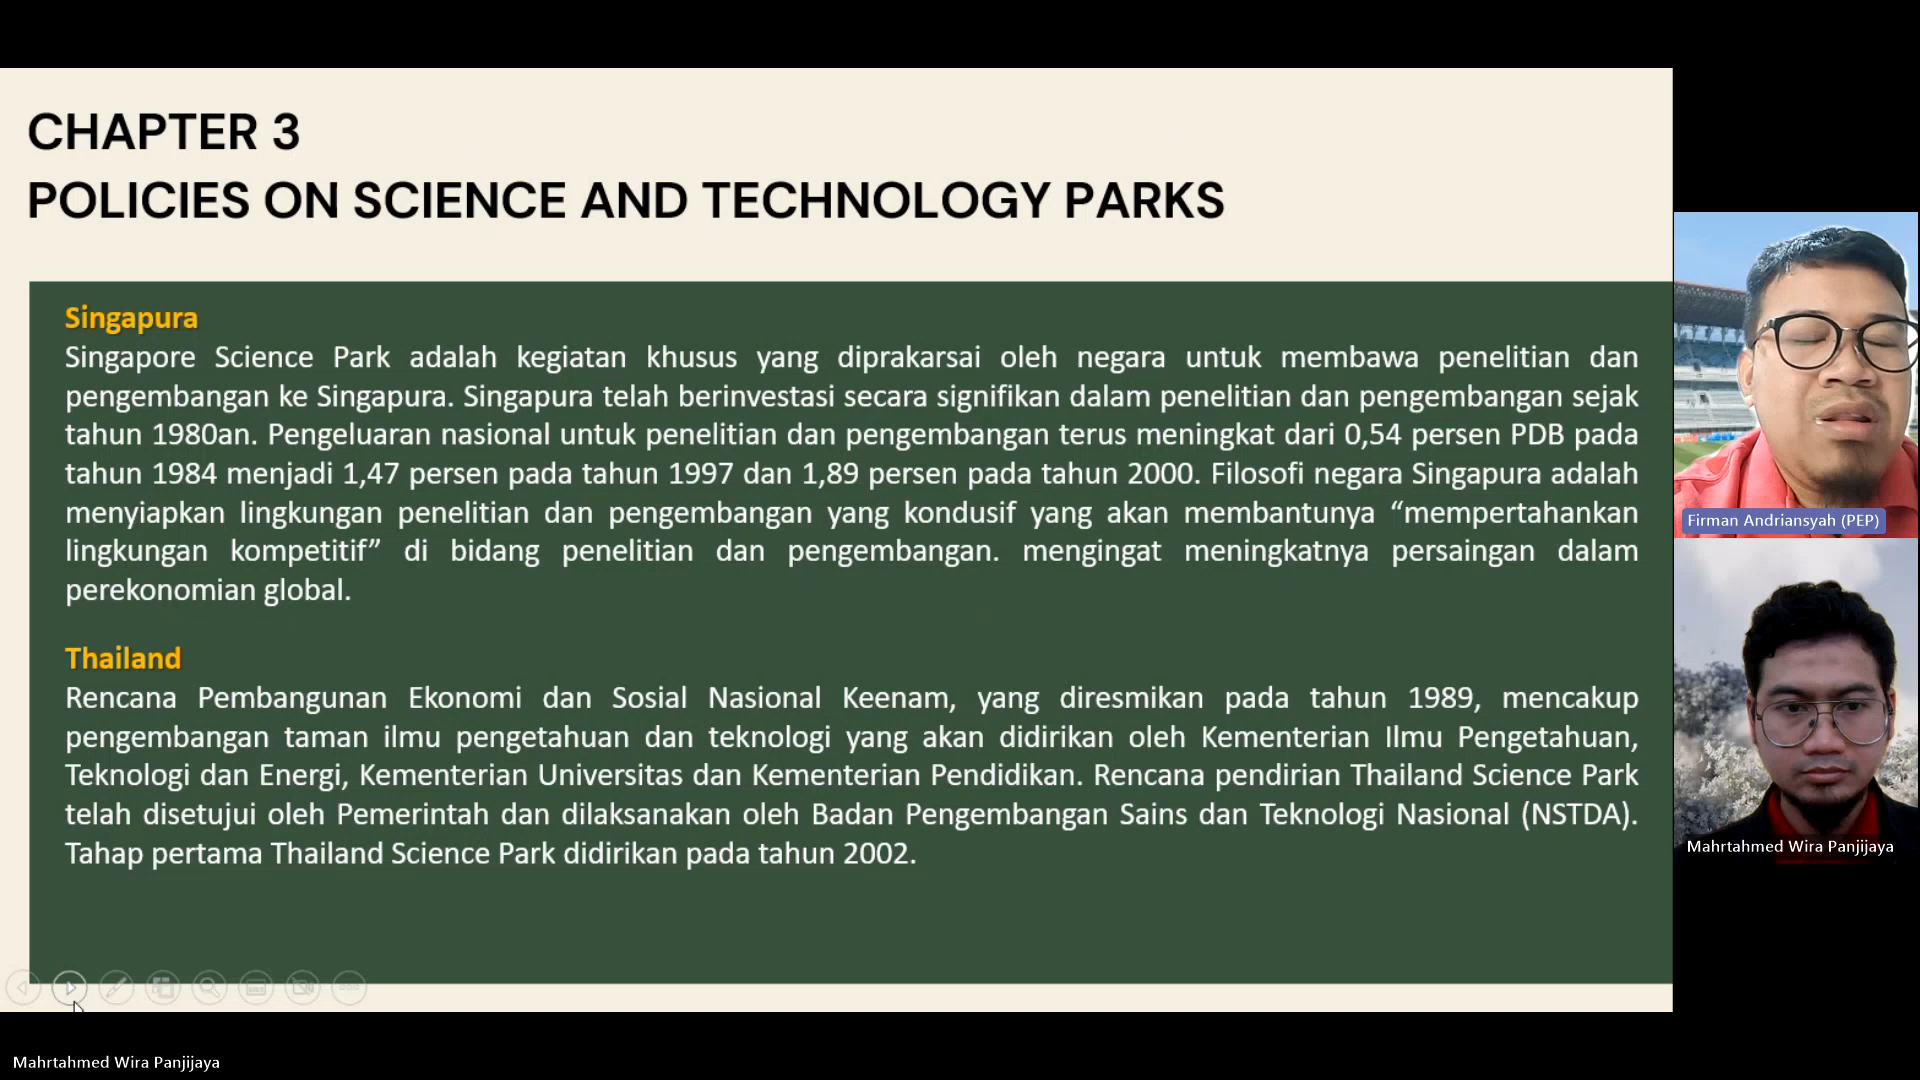 CHAPTER 3
POLICIES ON SCIENCE AND TECHNOLOGY PARKS
Singapura
Singapore Science Park adalah kegiatan khusus yang diprakarsai oleh negara untuk membawa penelitian dan
pengembangan ke Singapura. Singapura telah berinvestasi secara signifikan dalam penelitian dan pengembangan sejak
tahun 1980an. Pengeluaran nasional untuk penelitian dan pengembangan terus meningkat dari 0,54 persen PDB pada
tahun 1984 menjadi 1,47 persen pada tahun 1997 dan 1,89 persen pada tahun 2000. Filosofi negara Singapura adalah
menyiapkan lingkungan penelitian dan pengembangan yang kondusif yang akan membantunya “mempertahankan
lingkungan kompetitif” di bidang penelitian dan pengembangan. mengingat meningkatnya persaingan dalam
perekonomian global.
Thailand
Rencana Pembangunan Ekonomi dan Sosial Nasional Keenam, yang diresmikan pada tahun 1989, mencakup
pengembangan taman ilmu pengetahuan dan teknologi yang akan didirikan oleh Kementerian Ilmu Pengetahuan,
Teknologi dan Energi, Kementerian Universitas dan Kementerian Pendidikan. Rencana pendirian Thailand Science Park
telah disetujui oleh Pemerintah dan dilaksanakan oleh Badan Pengembangan Sains dan Teknologi Nasional (NSTDA).
Tahap pertama Thailand Science Park didirikan pada tahun 2002.
Firman Andriansyah (PEP)
Mahrtahmed Wira Panjijaya
Mahrtahmed Wira Panjijaya